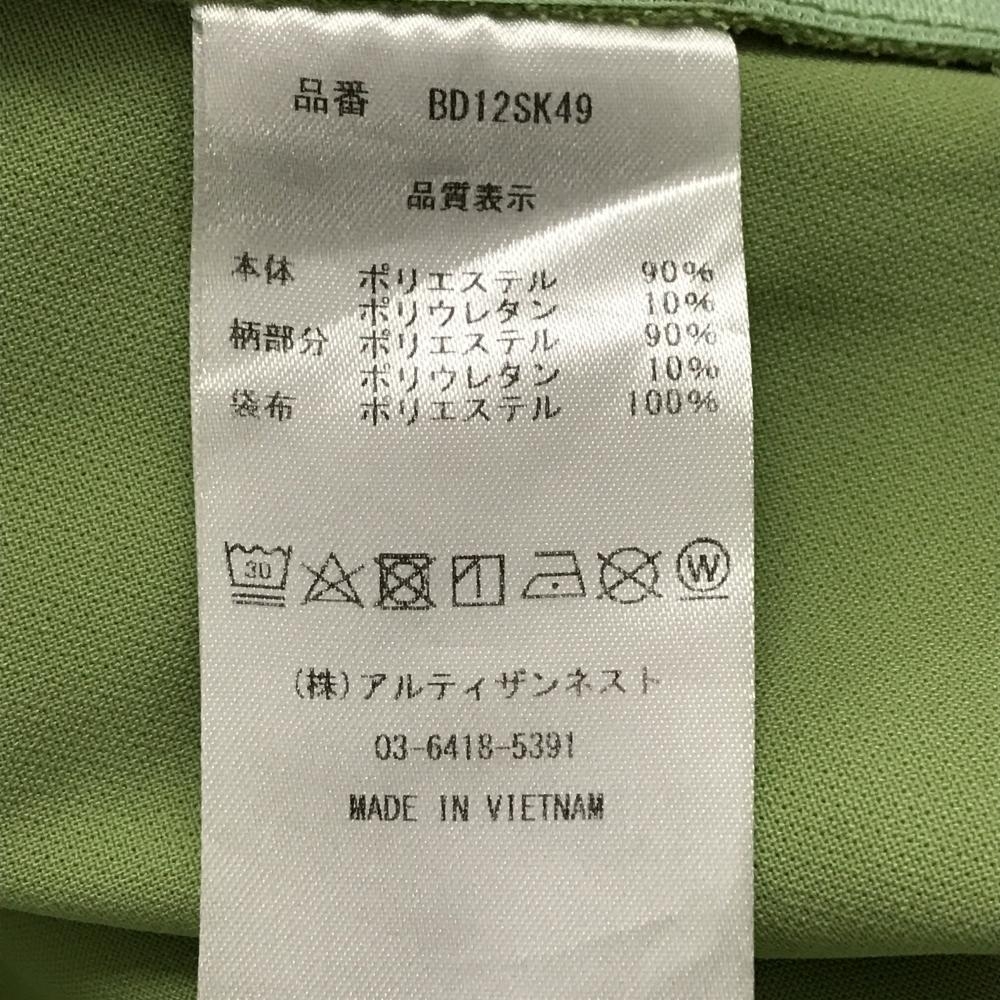 品番 BD12SK49
品質表示
本体 ポリエステル 90%
ポリウレタン 10%
柄部分 ポリエステル 90%
ポリウレタン 10%
袋布 ポリエステル 100%
30 W
(株)アルティザンネスト
03-6418-5391
MADE IN VIETNAM